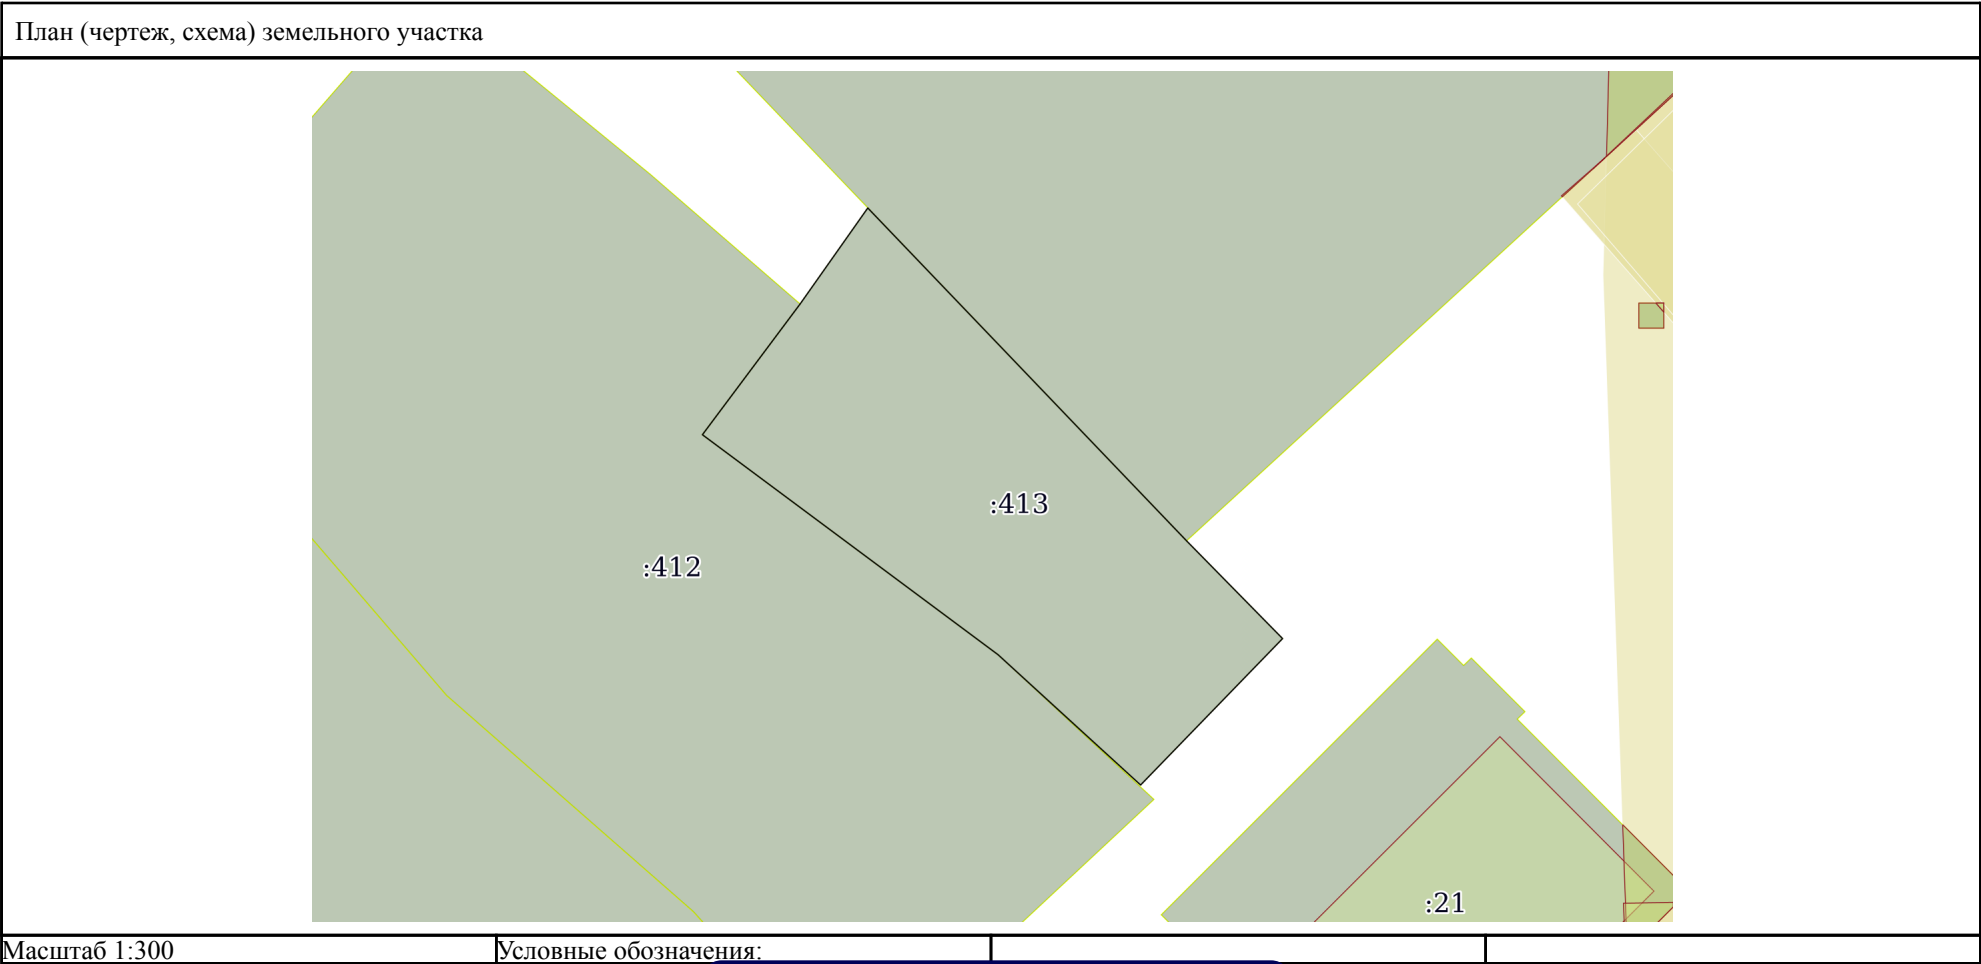 План (чертеж, схема) земельного участка
:413
:412
:21
Масштаб 1:300
Условные обозначения: